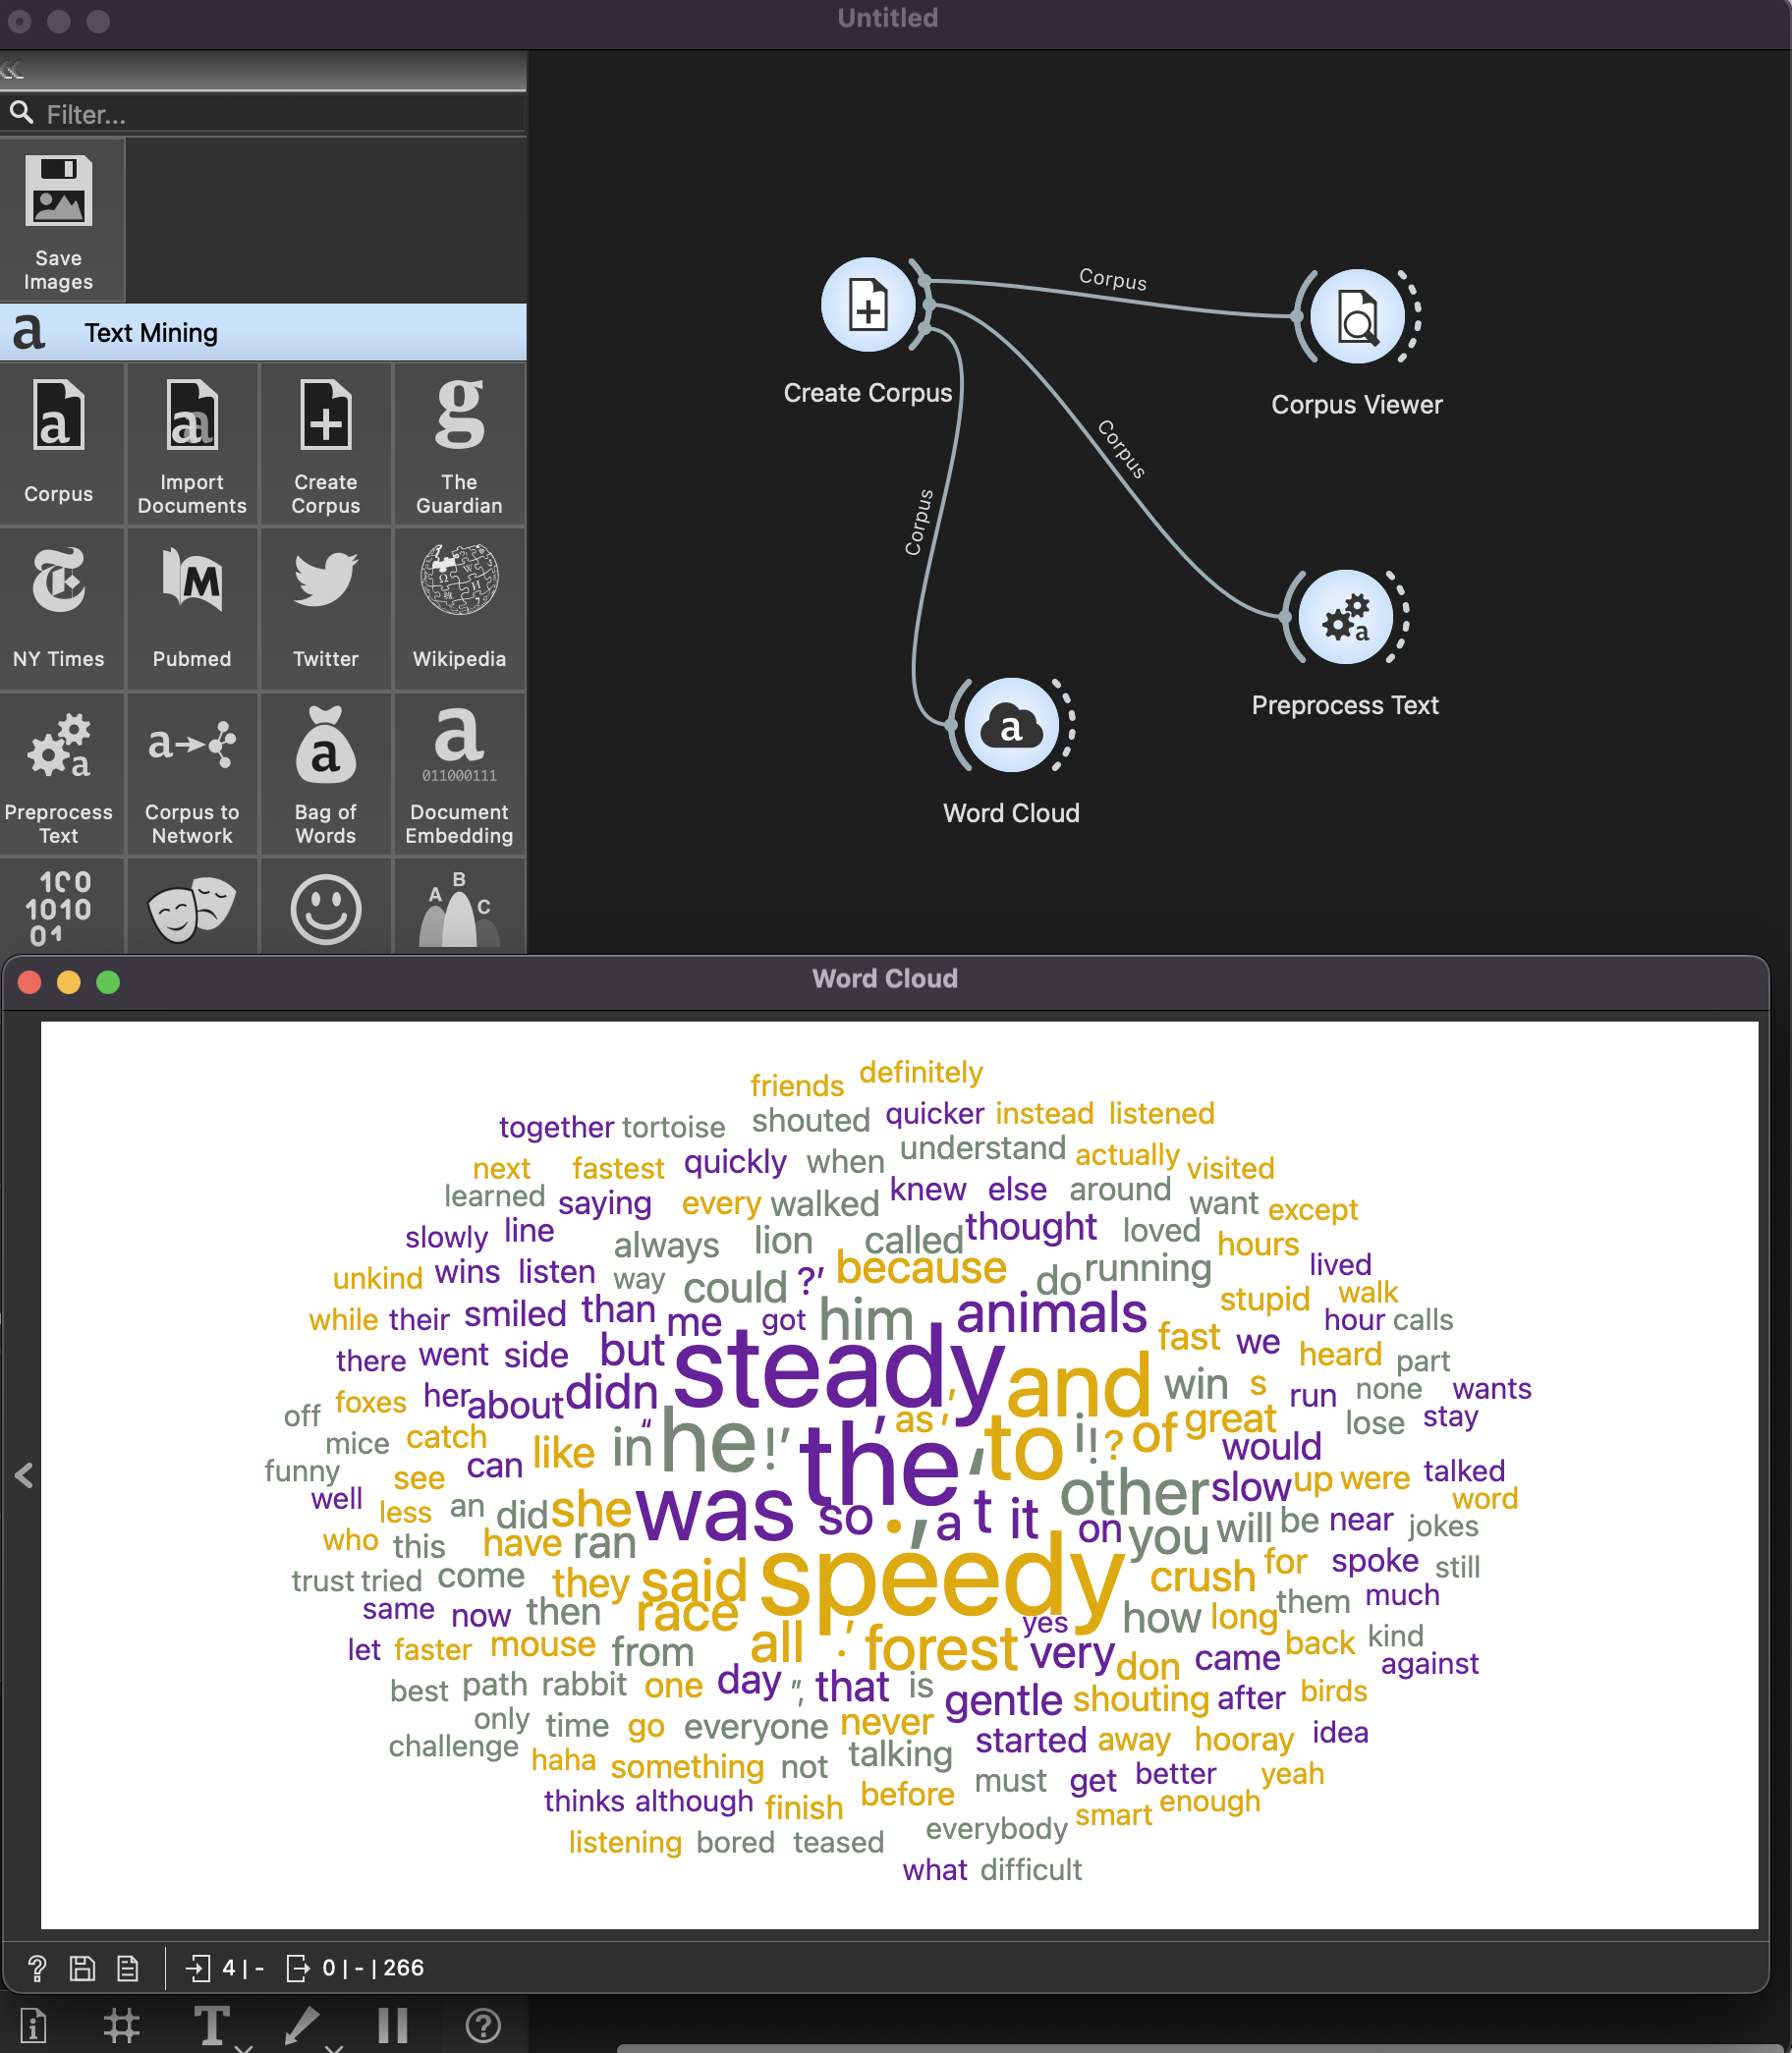 Untitled
Filter...
Save
Images
a Text Mining
Corpus
Import
Documents
Create
Corpus
The
Guardian
NY Times
Pubmed
Twitter
Wikipedia
Preprocess
Text
Corpus to
Network
Bag of
Words
Document
Embedding
011000111
A B C
Create Corpus
Corpus
Corpus Viewer
Corpus
Preprocess Text
Corpus
Word Cloud
Word Cloud
friends definitely
together tortoise shouted quicker instead listened
next fastest quickly when understand actually visited
learned saying every walked knew else around want except
slowly line always lion called thought loved hours
unkind wins listen way could ?’ because do running lived
while their smiled than me got him animals stupid walk hour calls
there went side but steady and fast we heard part
off foxes her about didn as win s run none wants
mice catch like in “ he !’ the , to i !? of great lose stay
funny see can would
well less an did she was so . , a t it other slow up were talked word
who this have ran on you will be near jokes
trust tried come they said speedy crush for spoke still
same now then race yes how long them much
let faster mouse from all .’ forest very don came back kind against
best path rabbit one day ”, that is gentle shouting after birds
only time go everyone never started away hooray idea
challenge haha something not talking must get better yeah
thinks although finish before smart enough
listening bored teased everybody
what difficult
4 | - 0 | - | 266